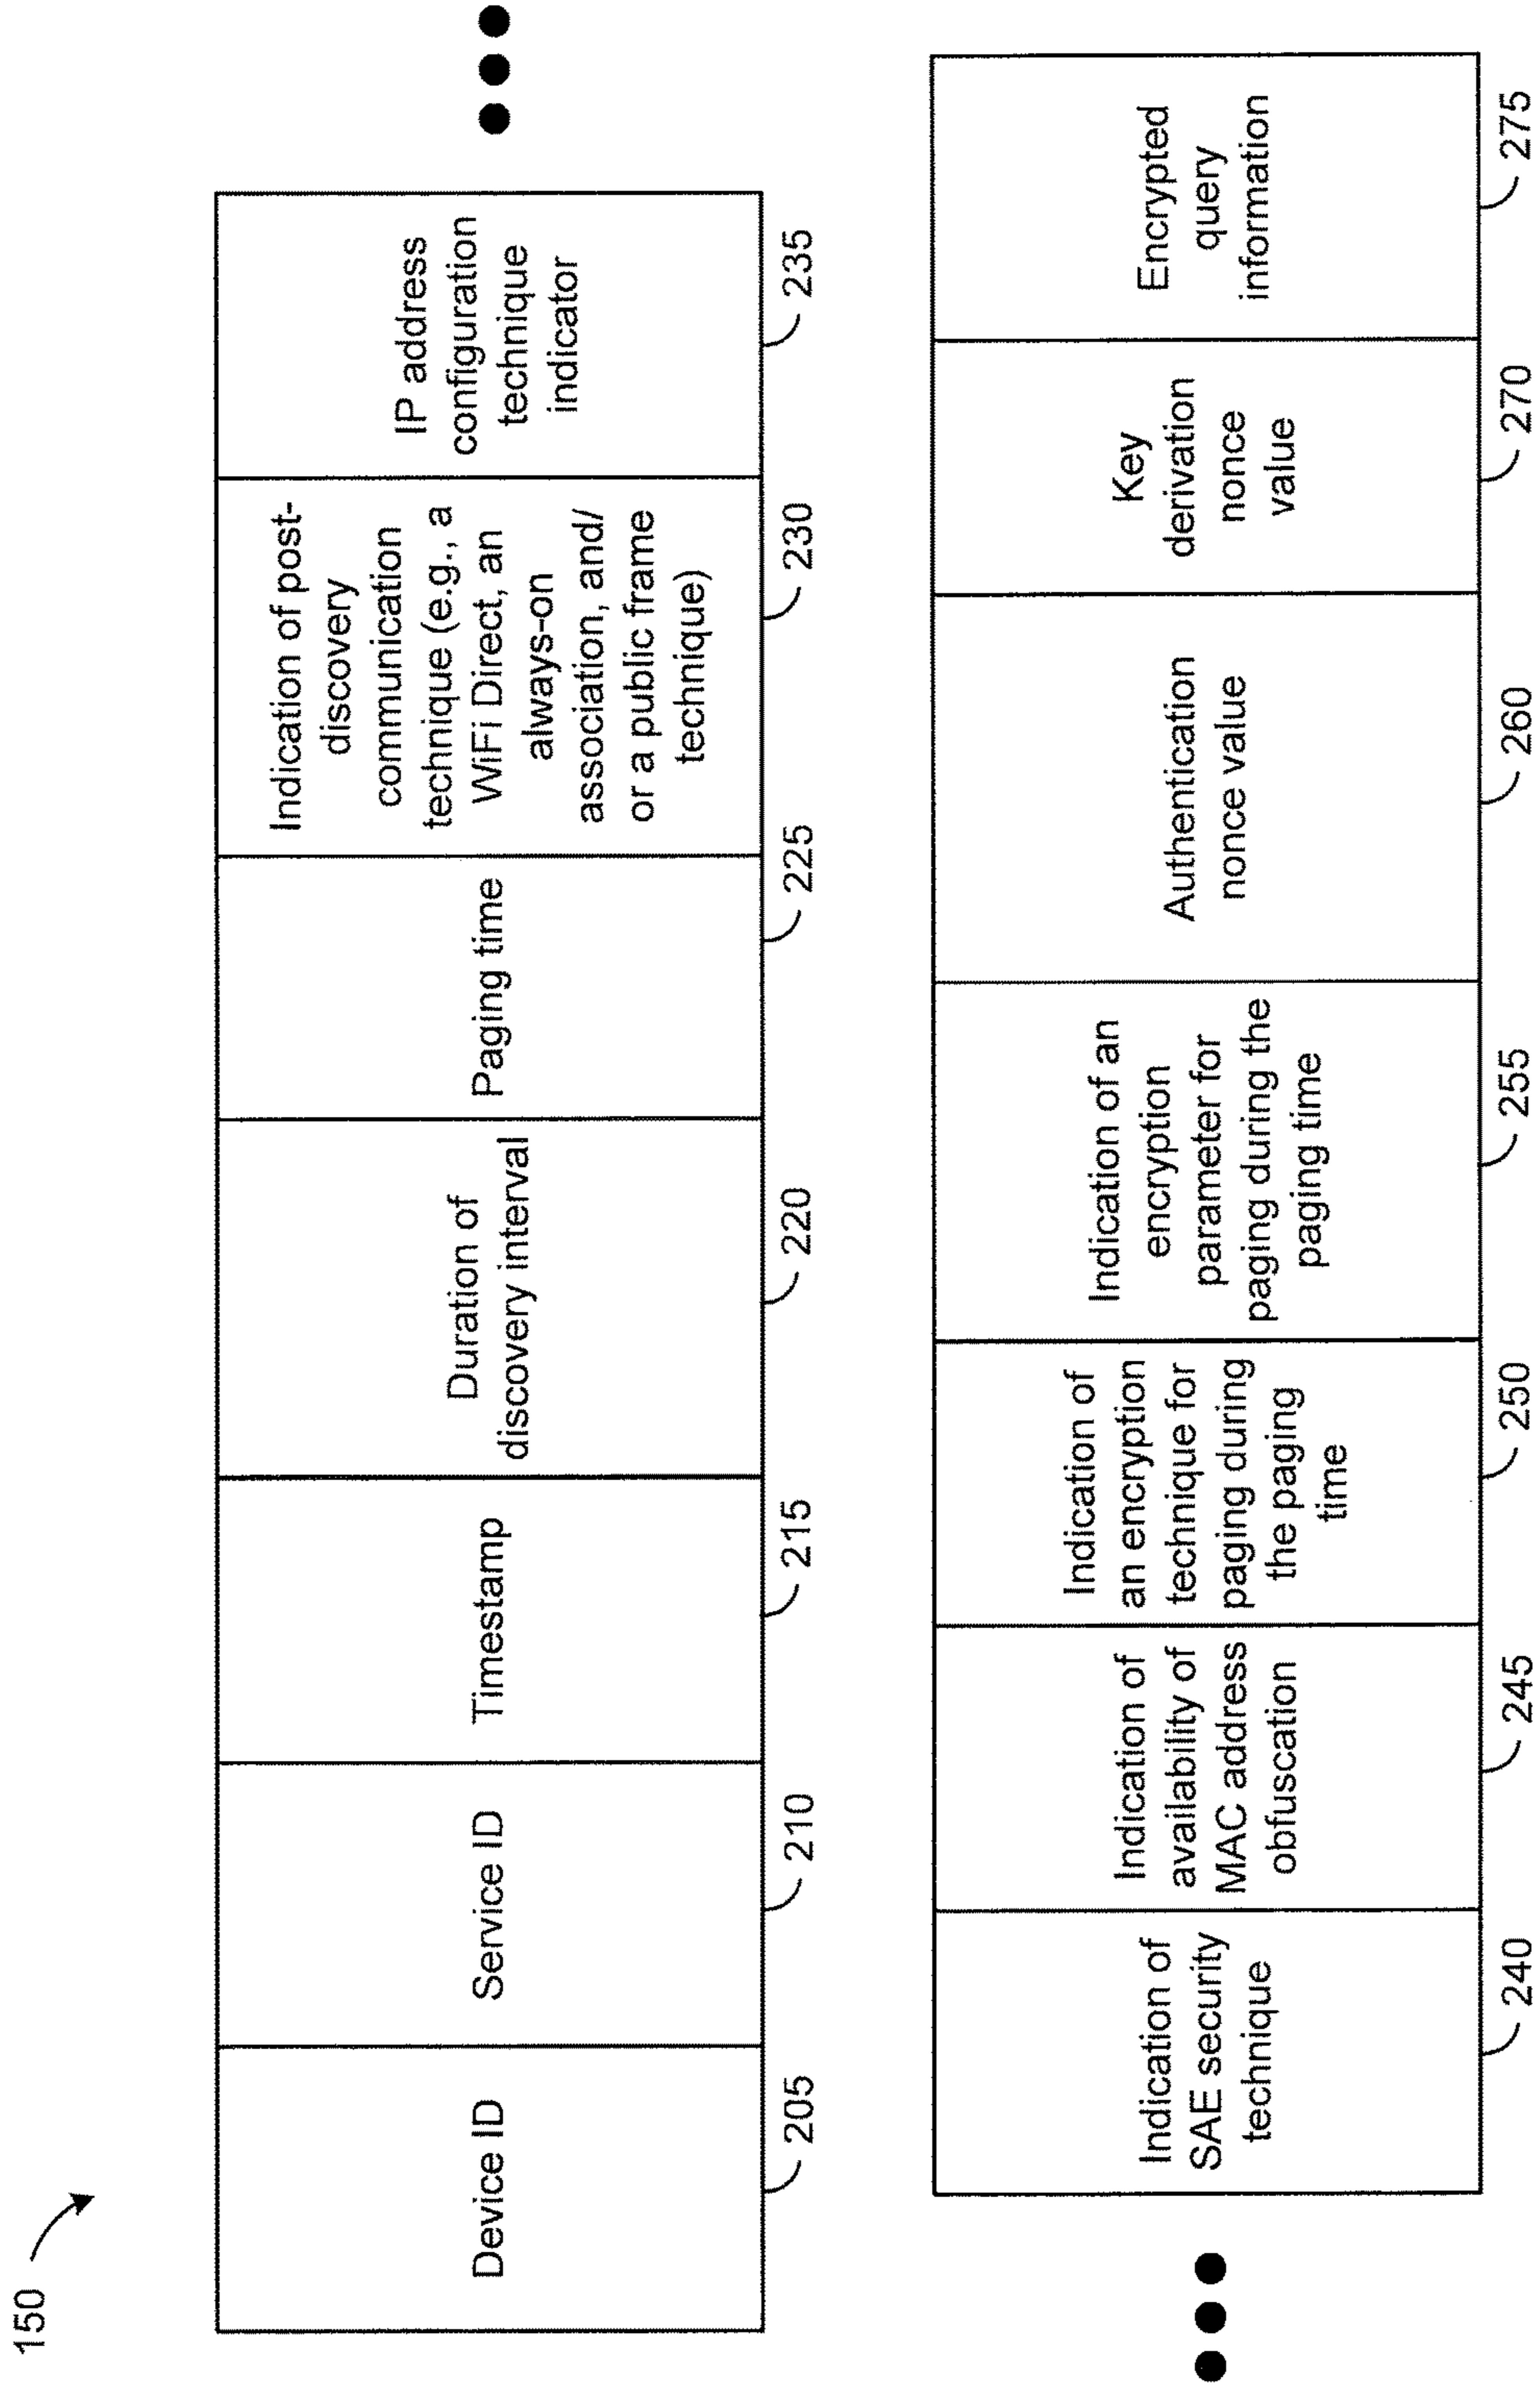 150
Device ID
205
Service ID
210
Timestamp
215
Duration of
discovery interval
220
Paging time
225
Indication of post-
discovery
communication
technique (e.g., a
WiFi Direct, an
always-on
association, and/
or a public frame
technique)
230
IP address
configuration
technique
indicator
235
Indication of
SAE security
technique
240
Indication of
availability of
MAC address
obfuscation
245
Indication of
an encryption
technique for
paging during
the paging
time
250
Indication of an
encryption
parameter for
paging during the
paging time
255
Authentication
nonce value
260
Key
derivation
nonce
value
270
Encrypted
query
information
275